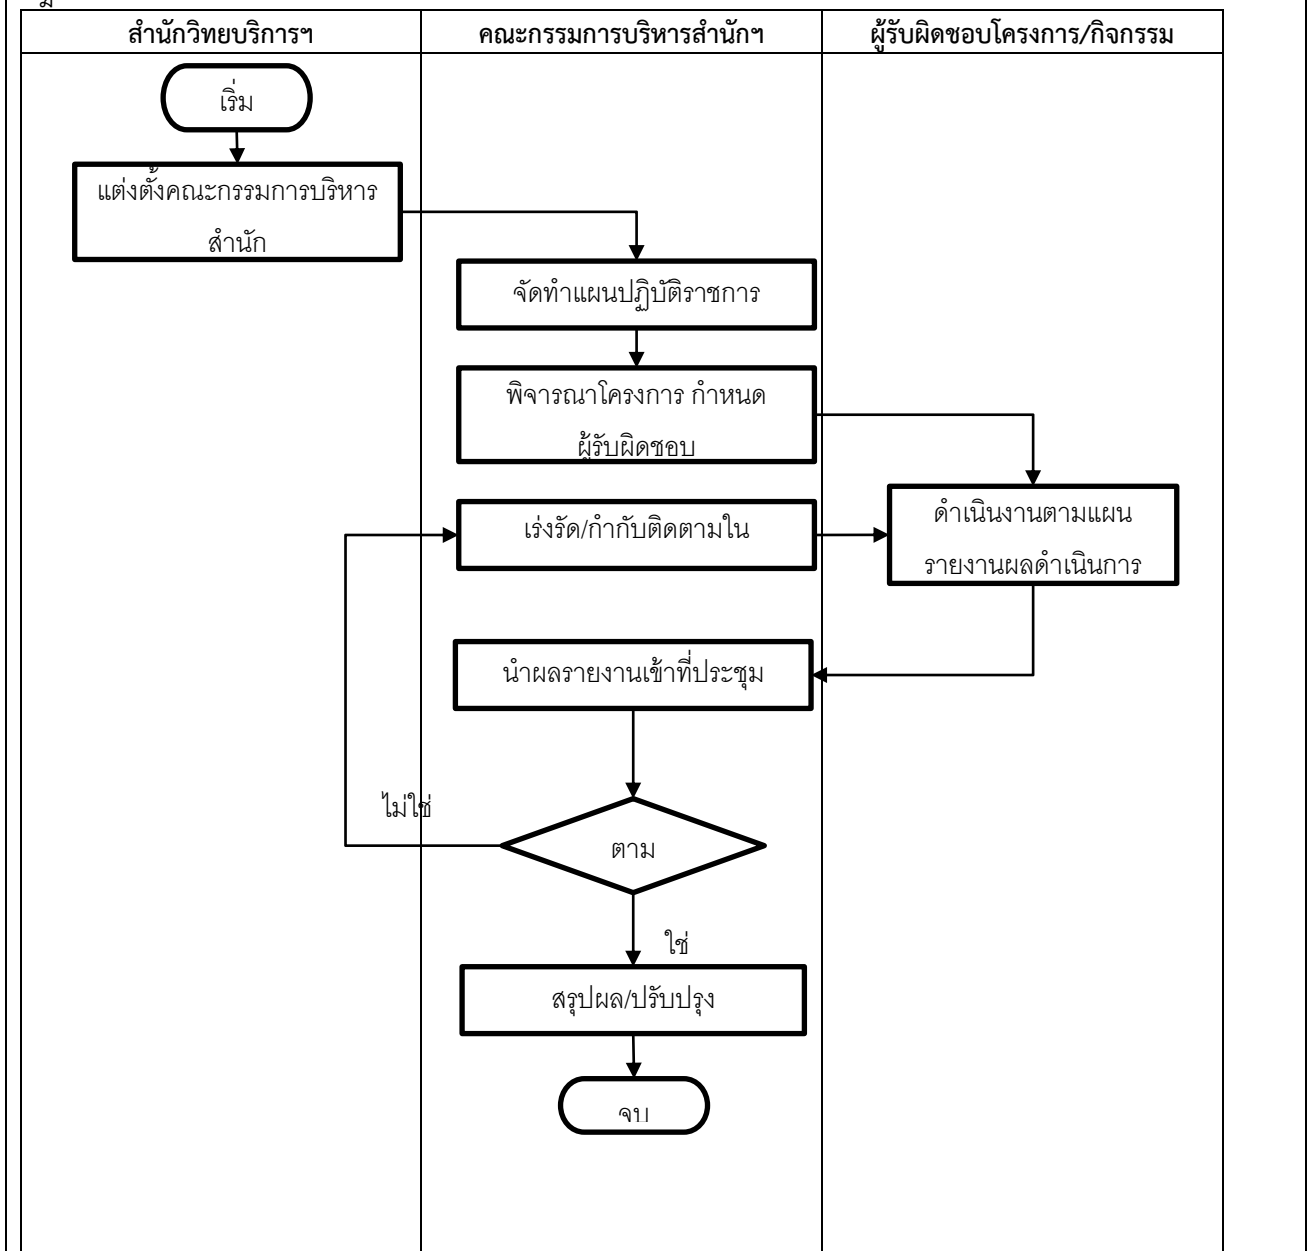 สำนักวิทยบริการฯ
คณะกรรมการบริหารสำนักฯ
ผู้รับผิดชอบโครงการ/กิจกรรม
เริ่ม
แต่งตั้งคณะกรรมการบริหาร
สำนัก
จัดทำแผนปฏิบัติราชการ
พิจารณาโครงการ กำหนด
ผู้รับผิดชอบ
เร่งรัด/กำกับติดตามใน
ดำเนินงานตามแผน
รายงานผลดำเนินการ
นำผลรายงานเข้าที่ประชุม
ไม่ใช่
ตาม
ใช่
สรุปผล/ปรับปรุง
จบ